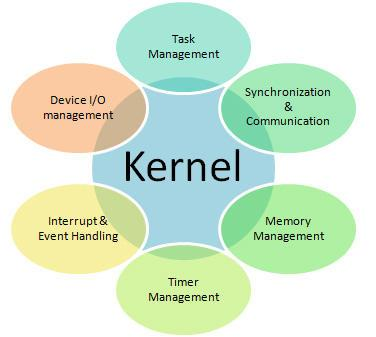 Task
Management
Device I/O
management
Synchronization
&
Communication
Kernel
Interrupt &
Event Handling
Memory
Management
Timer
Management